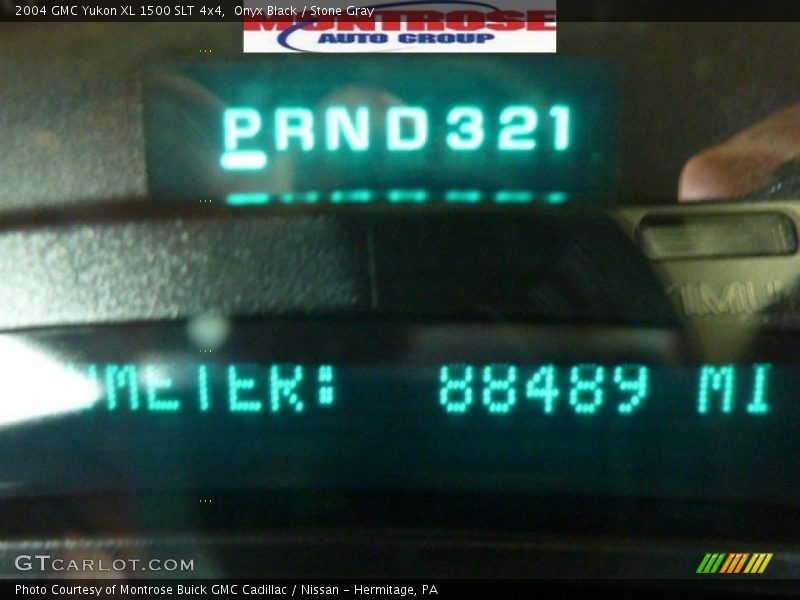 2004 GMC Yukon XL 1500 SLT 4x4, Onyx Black / Stone Gray
MONTROSE
AUTO GROUP
PRND321
METER: 88489 MI
GTCARLOT.COM
Photo Courtesy of Montrose Buick GMC Cadillac / Nissan - Hermitage, PA